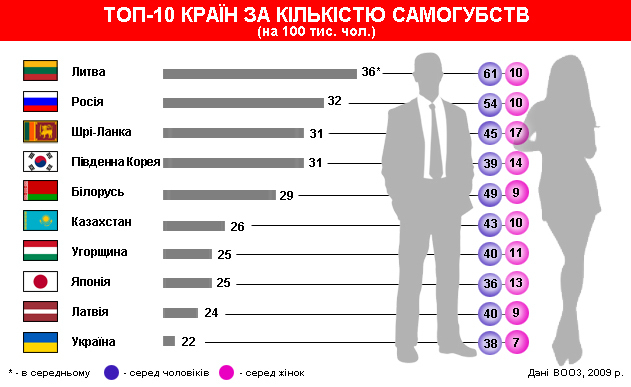 ТОП-10 КРАЇН ЗА КІЛЬКІСТЮ САМОГУБСТВ
(на 100 тис. чол.)
Литва 36* 61 10
Росія 32 54 10
Шрі-Ланка 31 45 17
Південна Корея 31 39 14
Білорусь 29 49 9
Казахстан 26 43 10
Угорщина 25 40 11
Японія 25 36 13
Латвія 24 40 9
Україна 22 38 7
* - в середньому - серед чоловіків - серед жінок Дані ВООЗ, 2009 р.